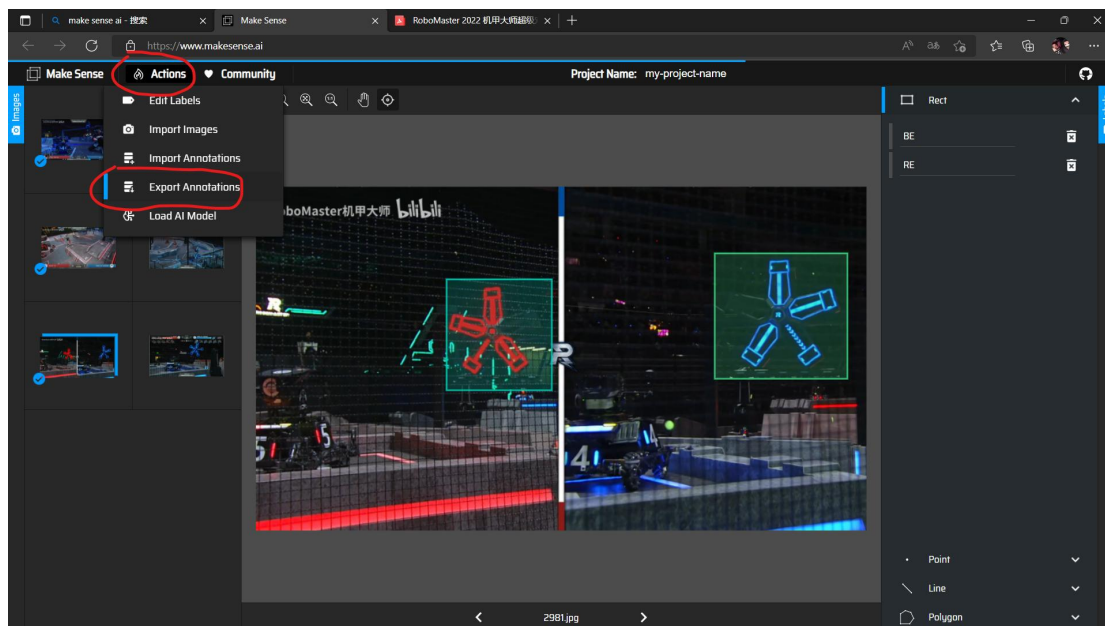 make sense ai - 搜索
Make Sense
RoboMaster 2022 机甲大师超级
https://www.makesense.ai
Make Sense
Actions
Community
Project Name: my-project-name
Images
Edit Labels
Import Images
Import Annotations
Export Annotations
Load AI Model
Rect
BE
RE
boMaster机甲大师 bilibili
5
5
4
4
R
2981.jpg
Point
Line
Polygon